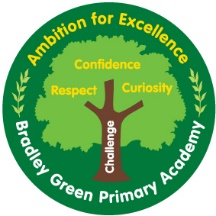 Ambition for Excellence
Confidence
Respect
Curiosity
Challenge
Bradley Green Primary Academy